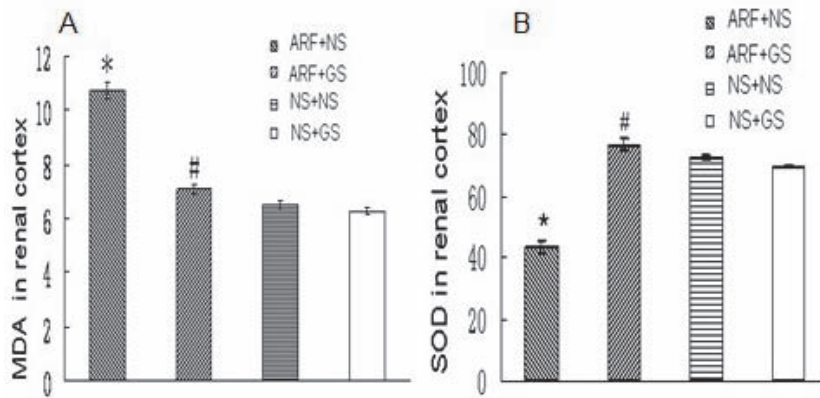 A
MDA in renal cortex
12
10
8
6
4
2
0
*
#
ARF+NS
ARF+GS
NS+NS
NS+GS
B
SOD in renal cortex
100
80
60
40
20
0
*
#
ARF+NS
ARF+GS
NS+NS
NS+GS